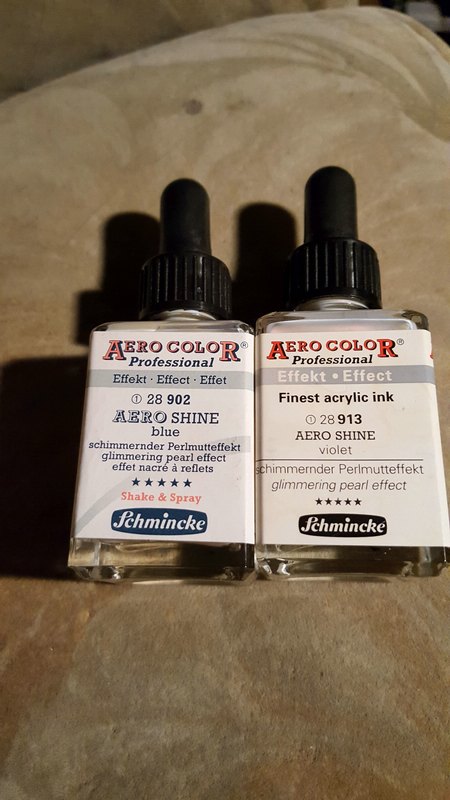 AERO COLOR®
Professional
Effekt · Effect · Effet
① 28 902
AERO SHINE
blue
schimmernder Perlmutteffekt
glimmering pearl effect
effet nacré à reflets
★★★★★
Shake & Spray
Schmincke
AERO COLOR®
Professional
Effekt • Effect
Finest acrylic ink
① 28 913
AERO SHINE
violet
schimmernder Perlmutteffekt
glimmering pearl effect
★★★★★
Schmincke